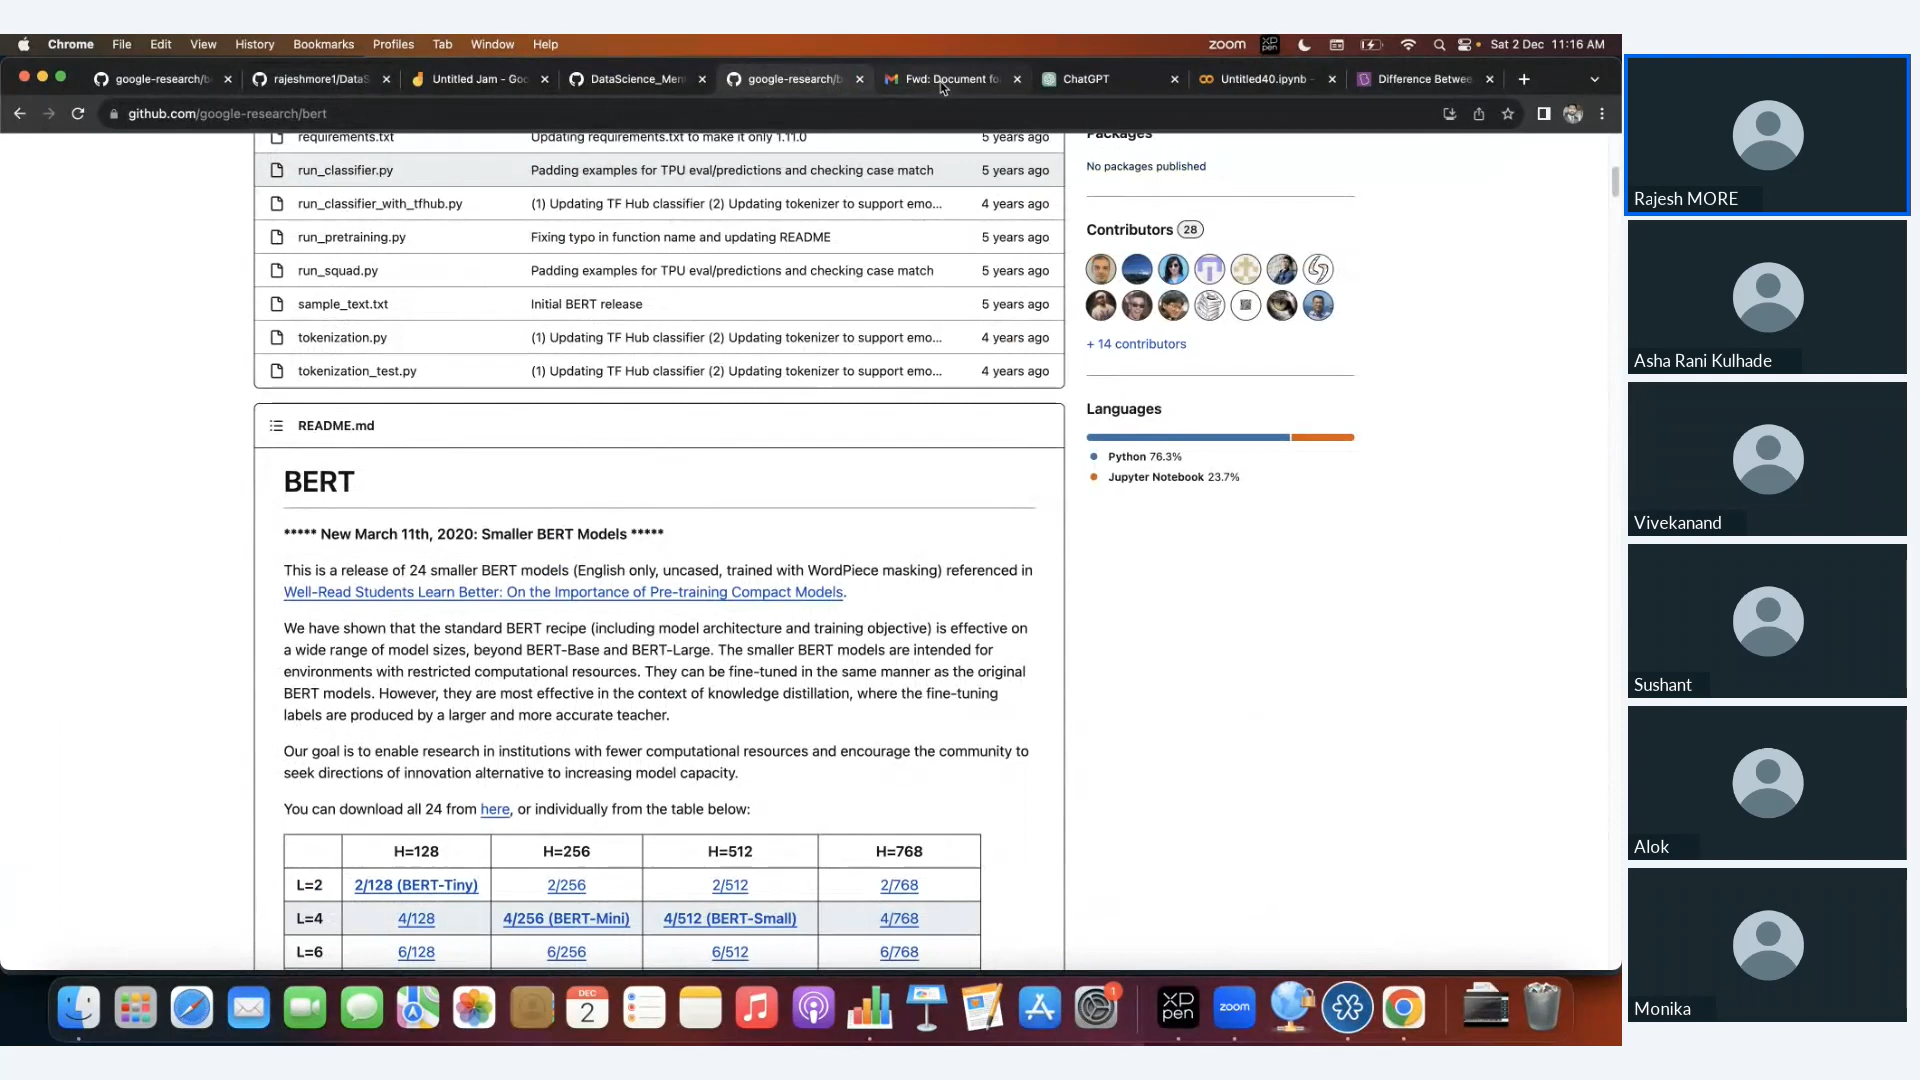 Chrome File Edit View History Bookmarks Profiles Tab Window Help
zoom XP pen Sat 2 Dec 11:16 AM
google-research/b
rajeshmore1/DataS
Untitled Jam - Goo
DataScience_Men
google-research/b
Fwd: Document fo
ChatGPT
Untitled40.ipynb
Difference Betwee
github.com/google-research/bert
requirements.txt Updating requirements.txt to make it only 1.11.0 5 years ago
run_classifier.py Padding examples for TPU eval/predictions and checking case match 5 years ago
run_classifier_with_tfhub.py (1) Updating TF Hub classifier (2) Updating tokenizer to support emo... 4 years ago
run_pretraining.py Fixing typo in function name and updating README 5 years ago
run_squad.py Padding examples for TPU eval/predictions and checking case match 5 years ago
sample_text.txt Initial BERT release 5 years ago
tokenization.py (1) Updating TF Hub classifier (2) Updating tokenizer to support emo... 4 years ago
tokenization_test.py (1) Updating TF Hub classifier (2) Updating tokenizer to support emo... 4 years ago
README.md
BERT
***** New March 11th, 2020: Smaller BERT Models *****
This is a release of 24 smaller BERT models (English only, uncased, trained with WordPiece masking) referenced in
Well-Read Students Learn Better: On the Importance of Pre-training Compact Models.
We have shown that the standard BERT recipe (including model architecture and training objective) is effective on
a wide range of model sizes, beyond BERT-Base and BERT-Large. The smaller BERT models are intended for
environments with restricted computational resources. They can be fine-tuned in the same manner as the original
BERT models. However, they are most effective in the context of knowledge distillation, where the fine-tuning
labels are produced by a larger and more accurate teacher.
Our goal is to enable research in institutions with fewer computational resources and encourage the community to
seek directions of innovation alternative to increasing model capacity.
You can download all 24 from here, or individually from the table below:
H=128 H=256 H=512 H=768
L=2 2/128 (BERT-Tiny) 2/256 2/512 2/768
L=4 4/128 4/256 (BERT-Mini) 4/512 (BERT-Small) 4/768
L=6 6/128 6/256 6/512 6/768
Packages
No packages published
Contributors 28
+ 14 contributors
Languages
Python 76.3%
Jupyter Notebook 23.7%
DEC
2
1
XP
pen
zoom
Rajesh MORE
Asha Rani Kulhade
Vivekanand
Sushant
Alok
Monika